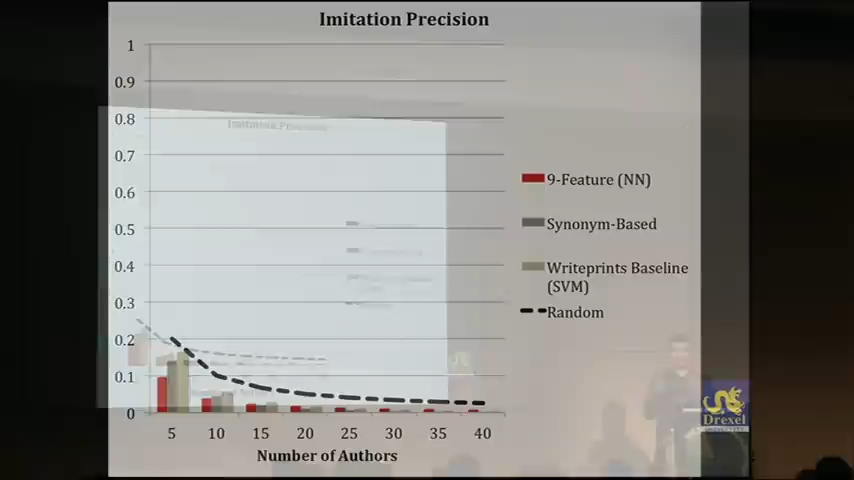 Imitation Precision
1
0.9
0.8
0.7
0.6
0.5
0.4
0.3
0.2
0.1
0
5 10 15 20 25 30 35 40
Number of Authors
9-Feature (NN)
Synonym-Based
Writeprints Baseline
(SVM)
Random
Imitation Precision
Drexel